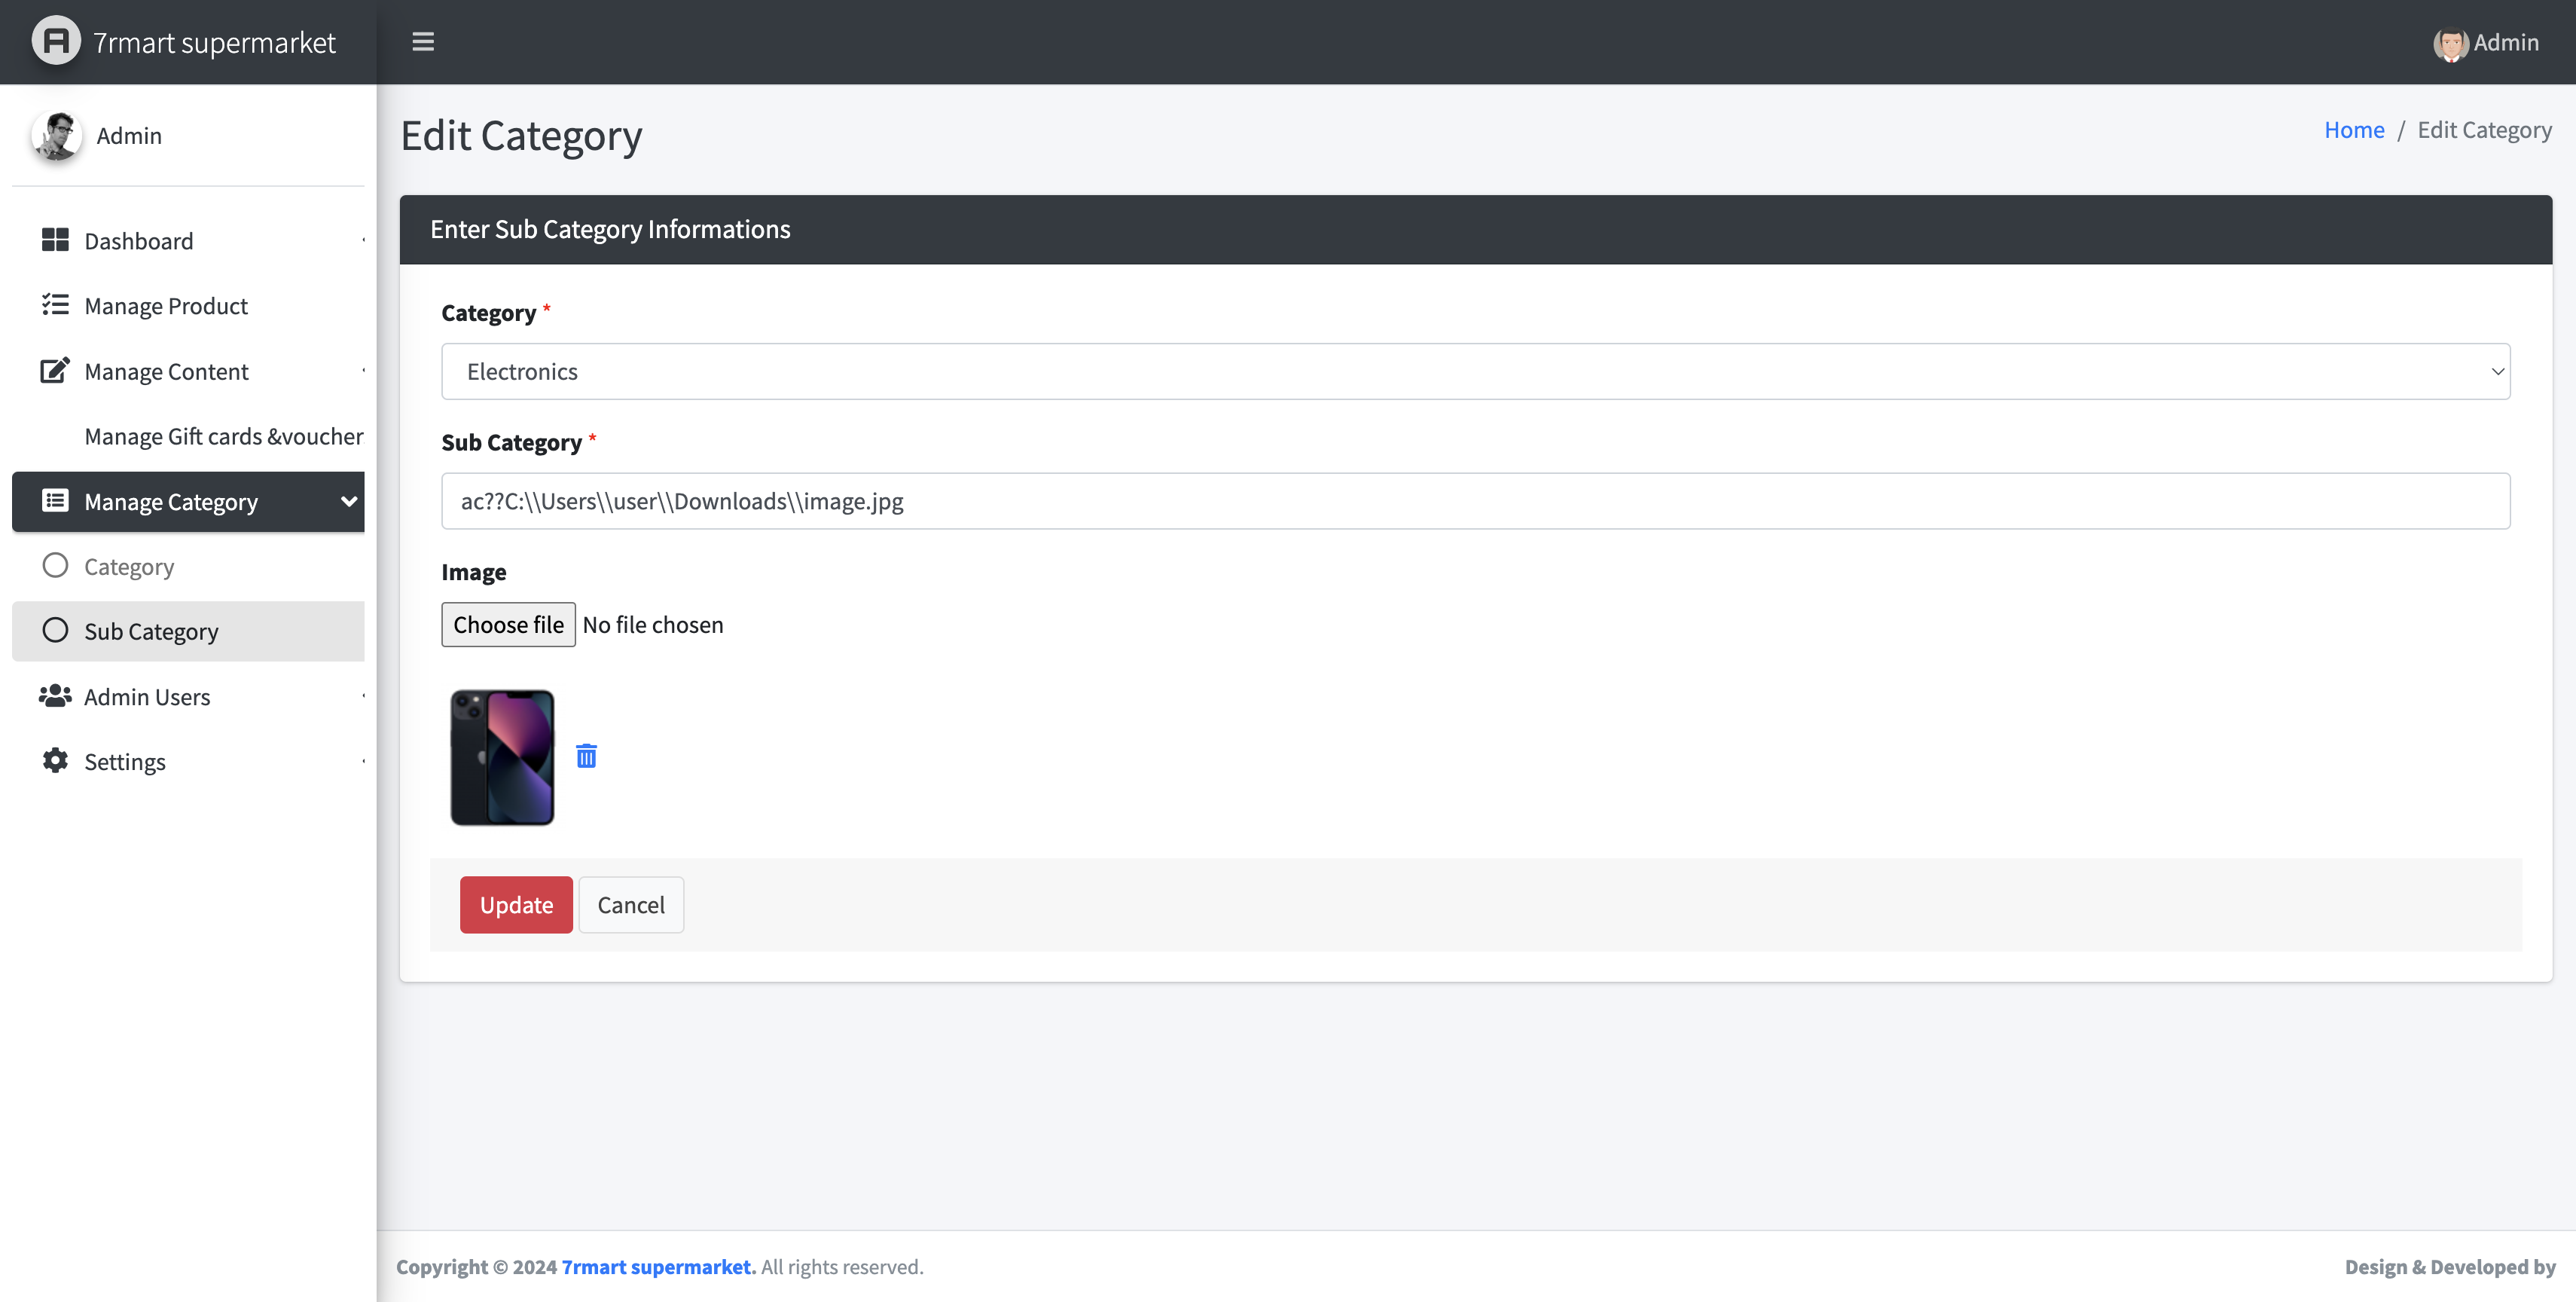 7rmart supermarket
Admin
Admin
Dashboard
Manage Product
Manage Content
Manage Gift cards &voucher
Manage Category
Category
Sub Category
Admin Users
Settings
Edit Category
Home / Edit Category
Enter Sub Category Informations
Category *
Electronics
Sub Category *
ac??C:\\Users\\user\\Downloads\\image.jpg
Image
Choose file No file chosen
Update Cancel
Copyright © 2024 7rmart supermarket. All rights reserved.
Design & Developed by